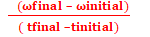 (ωfinal – ωinitial)
( tfinal –tinitial)